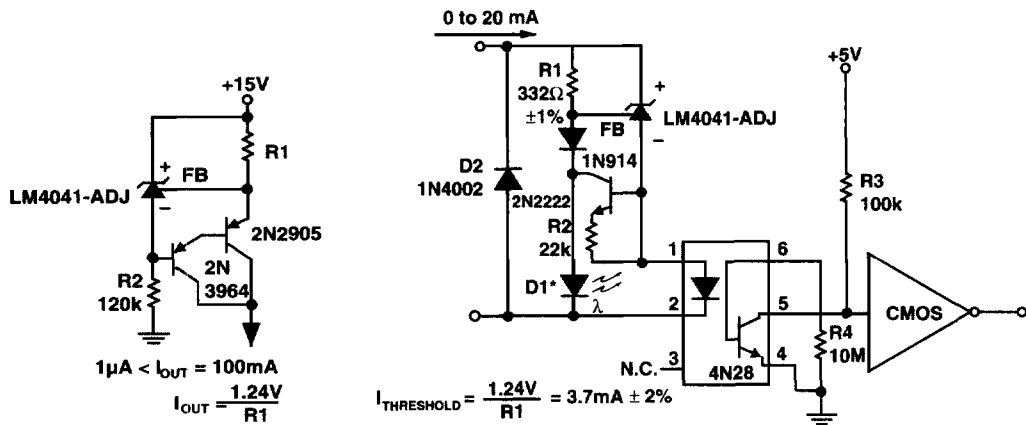 +15V
R1
+
FB
LM4041-ADJ
−
2N2905
2N
3964
R2
120k
1µA < IOUT = 100mA
IOUT = 1.24V
R1
0 to 20 mA
R1
332Ω
±1%
+
FB
LM4041-ADJ
−
1N914
D2
1N4002
2N2222
R2
22k
D1*
λ
1
2
3
N.C.
6
5
4
4N28
+5V
R3
100k
R4
10M
CMOS
ITHRESHOLD = 1.24V = 3.7mA ± 2%
R1